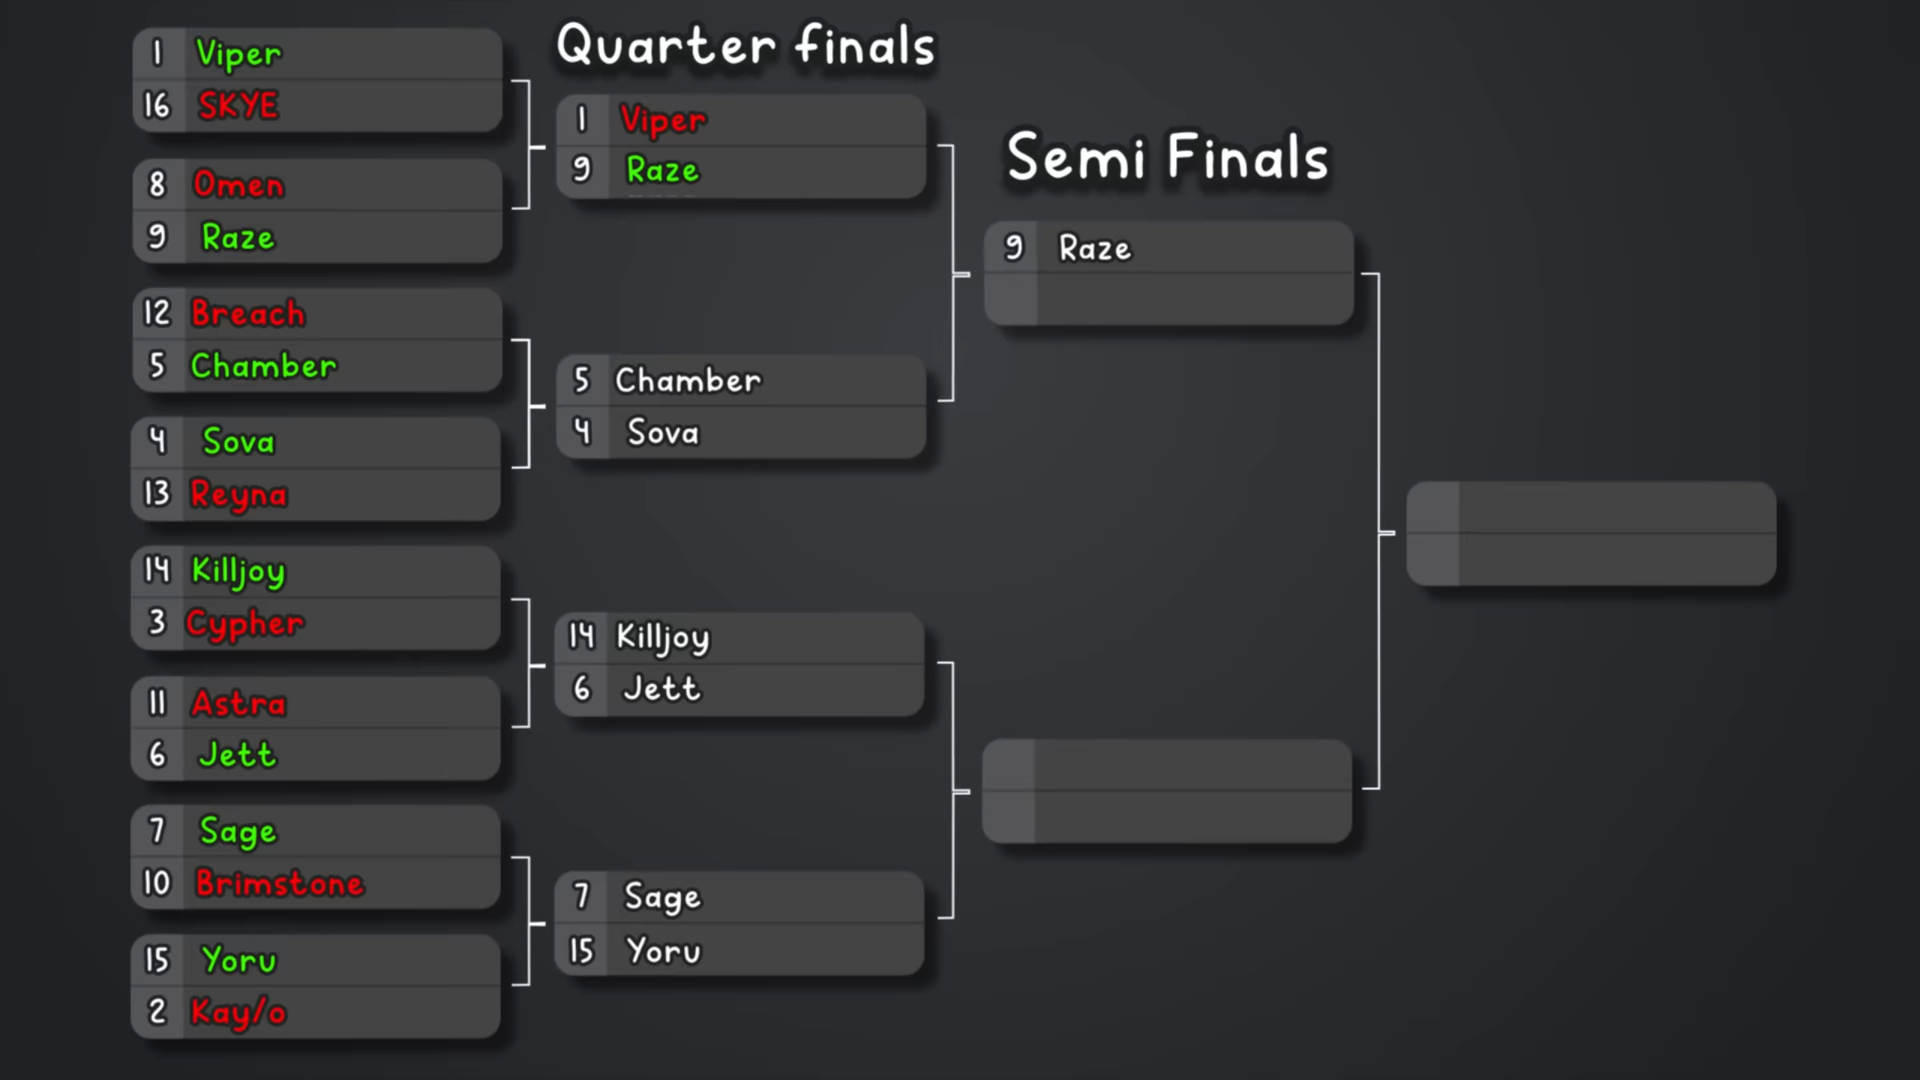 1 Viper
16 SKYE
8 Omen
9 Raze
12 Breach
5 Chamber
4 Sova
13 Reyna
14 Killjoy
3 Cypher
11 Astra
6 Jett
7 Sage
10 Brimstone
15 Yoru
2 Kay/o
Quarter finals
1 Viper
9 Raze
5 Chamber
4 Sova
14 Killjoy
6 Jett
7 Sage
15 Yoru
Semi Finals
9 Raze